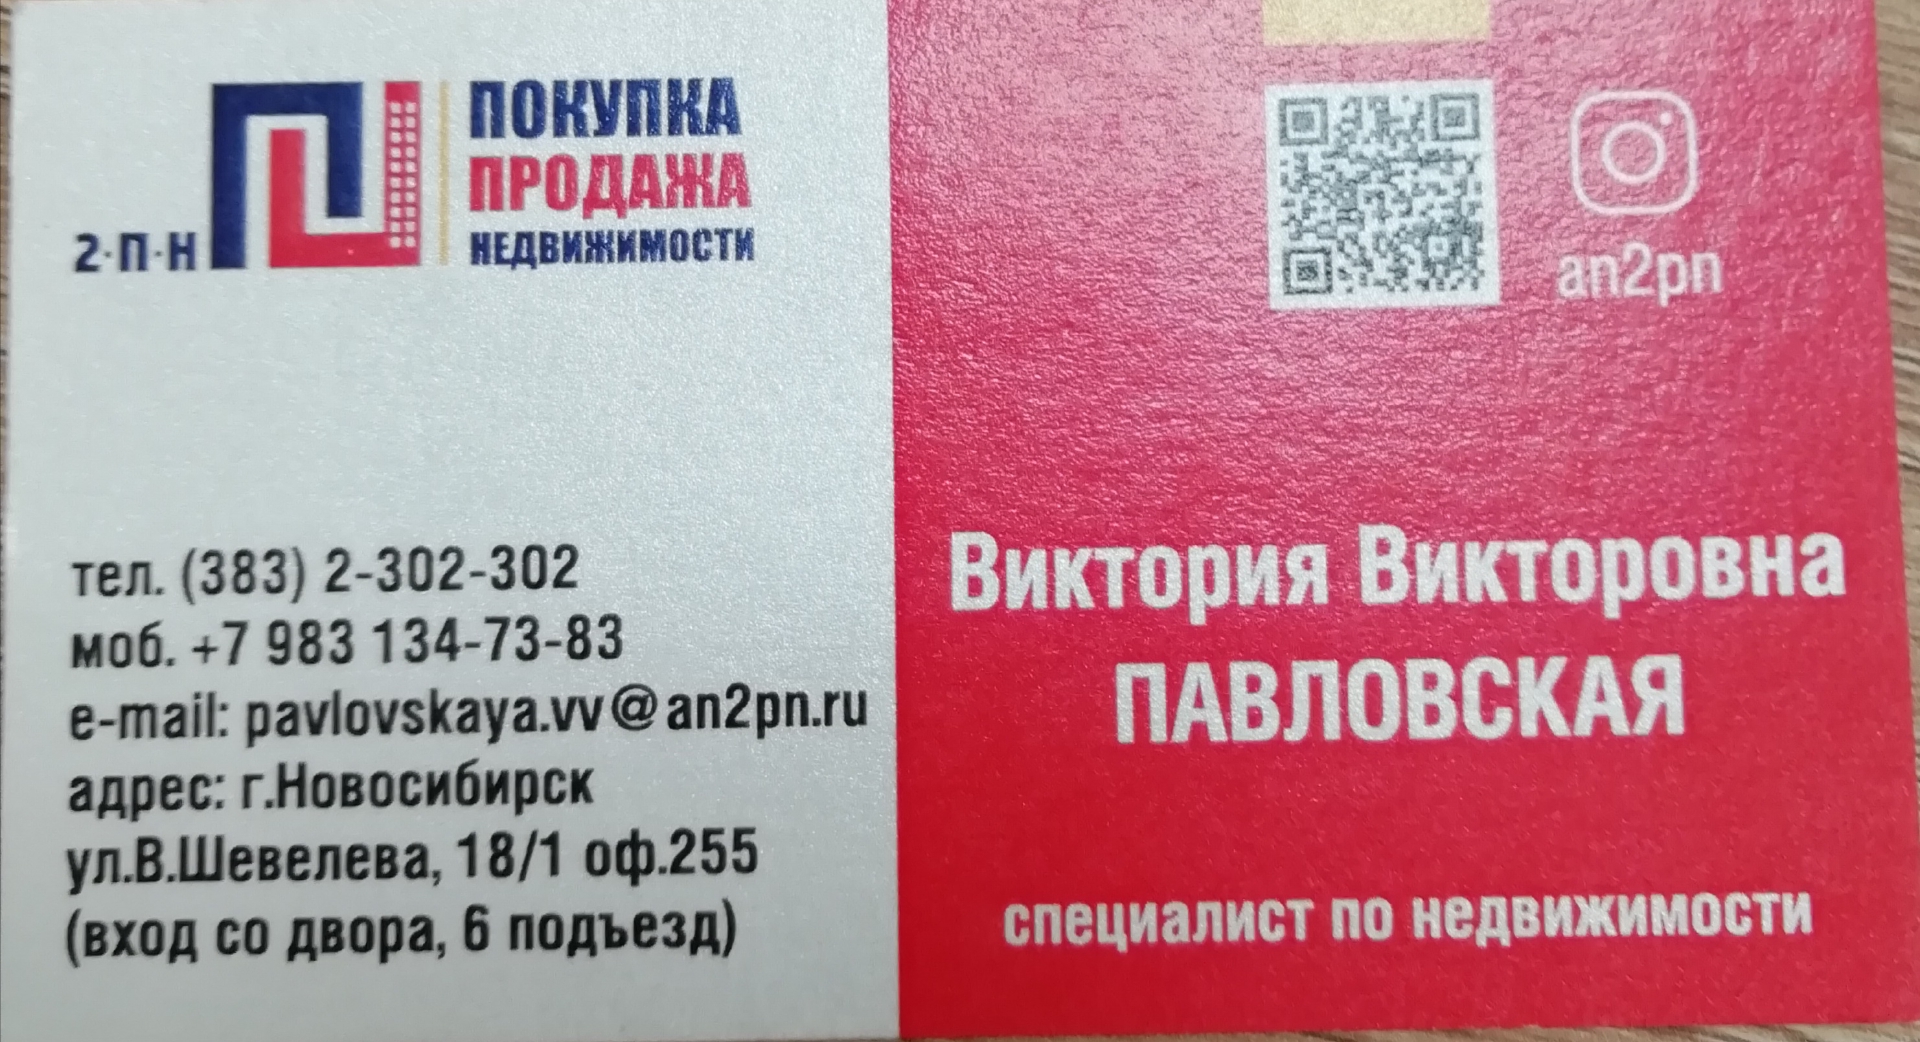 2·П·Н
ПОКУПКА
ПРОДАЖА
НЕДВИЖИМОСТИ
тел. (383) 2-302-302
моб. +7 983 134-73-83
e-mail: pavlovskaya.vv@an2pn.ru
адрес: г.Новосибирск
ул.В.Шевелева, 18/1 оф.255
(вход со двора, 6 подъезд)
an2pn
Виктория Викторовна
ПАВЛОВСКАЯ
специалист по недвижимости